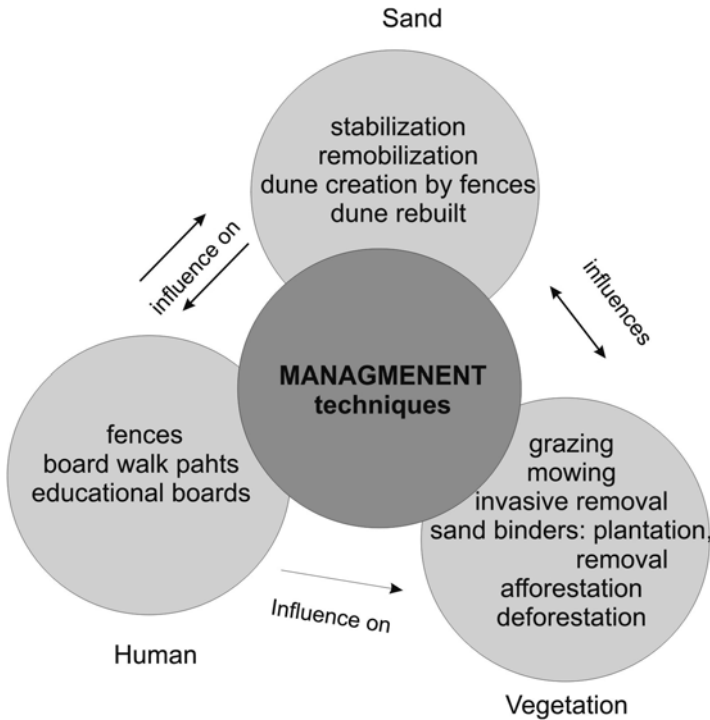 Sand
stabilization
remobilization
dune creation by fences
dune rebuilt
influence on
influences
MANAGMENENT
techniques
fences
board walk pahts
educational boards
grazing
mowing
invasive removal
sand binders: plantation,
removal
afforestation
deforestation
Influence on
Human
Vegetation